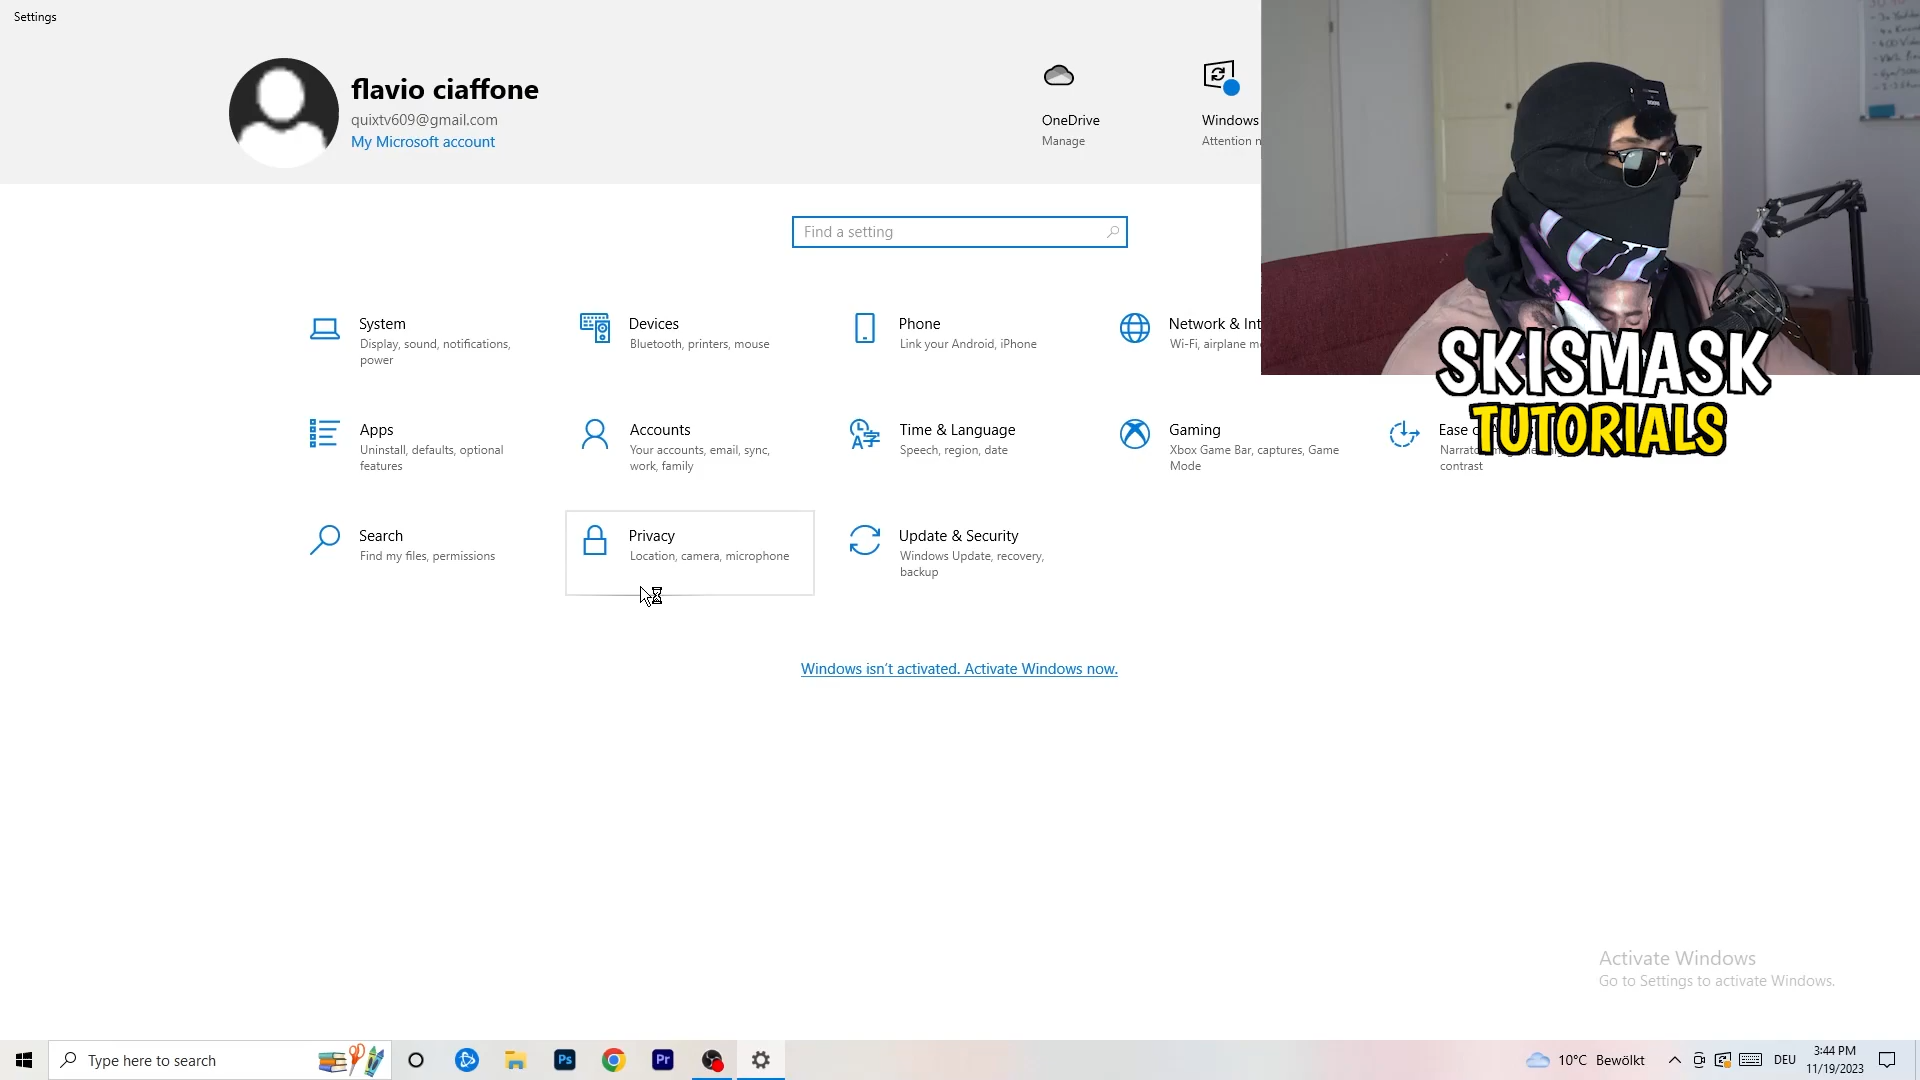 Settings
flavio ciaffone
quixtv609@gmail.com
My Microsoft account
OneDrive
Manage
Windows
Attention
Find a setting
System
Display, sound, notifications,
power
Devices
Bluetooth, printers, mouse
Phone
Link your Android, iPhone
Network & Int
Wi-Fi, airplane
SKISMASK
TUTORIALS
Apps
Uninstall, defaults, optional
features
Accounts
Your accounts, email, sync,
work, family
Time & Language
Speech, region, date
Gaming
Xbox Game Bar, captures, Game
Mode
Ease
contrast
Search
Find my files, permissions
Privacy
Location, camera, microphone
Update & Security
Windows Update, recovery,
backup
Windows isn't activated. Activate Windows now.
Activate Windows
Go to Settings to activate Windows.
Type here to search
Ps
Pr
10°C Bewölkt
DEU
3:44 PM
11/19/2023